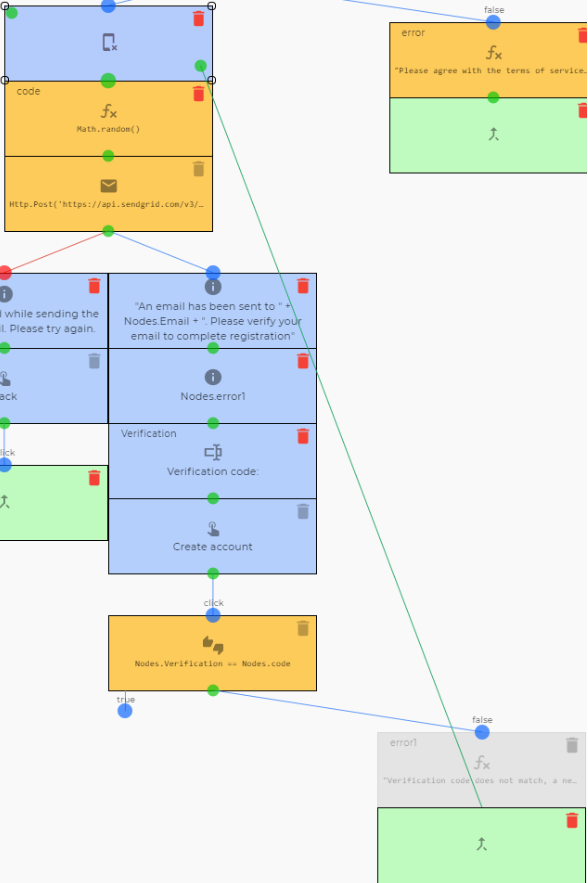 false
error
"Please agree with the terms of service…
code
Math.random()
Http.Post('https://api.sendgrid.com/v3/…
while sending the
l. Please try again.
"An email has been sent to " +
Nodes.Email + ". Please verify your
email to complete registration"
ack
Nodes.error1
lick
Verification
Verification code:
Create account
click
Nodes.Verification == Nodes.code
true
false
error1
"Verification code does not match, a ne…